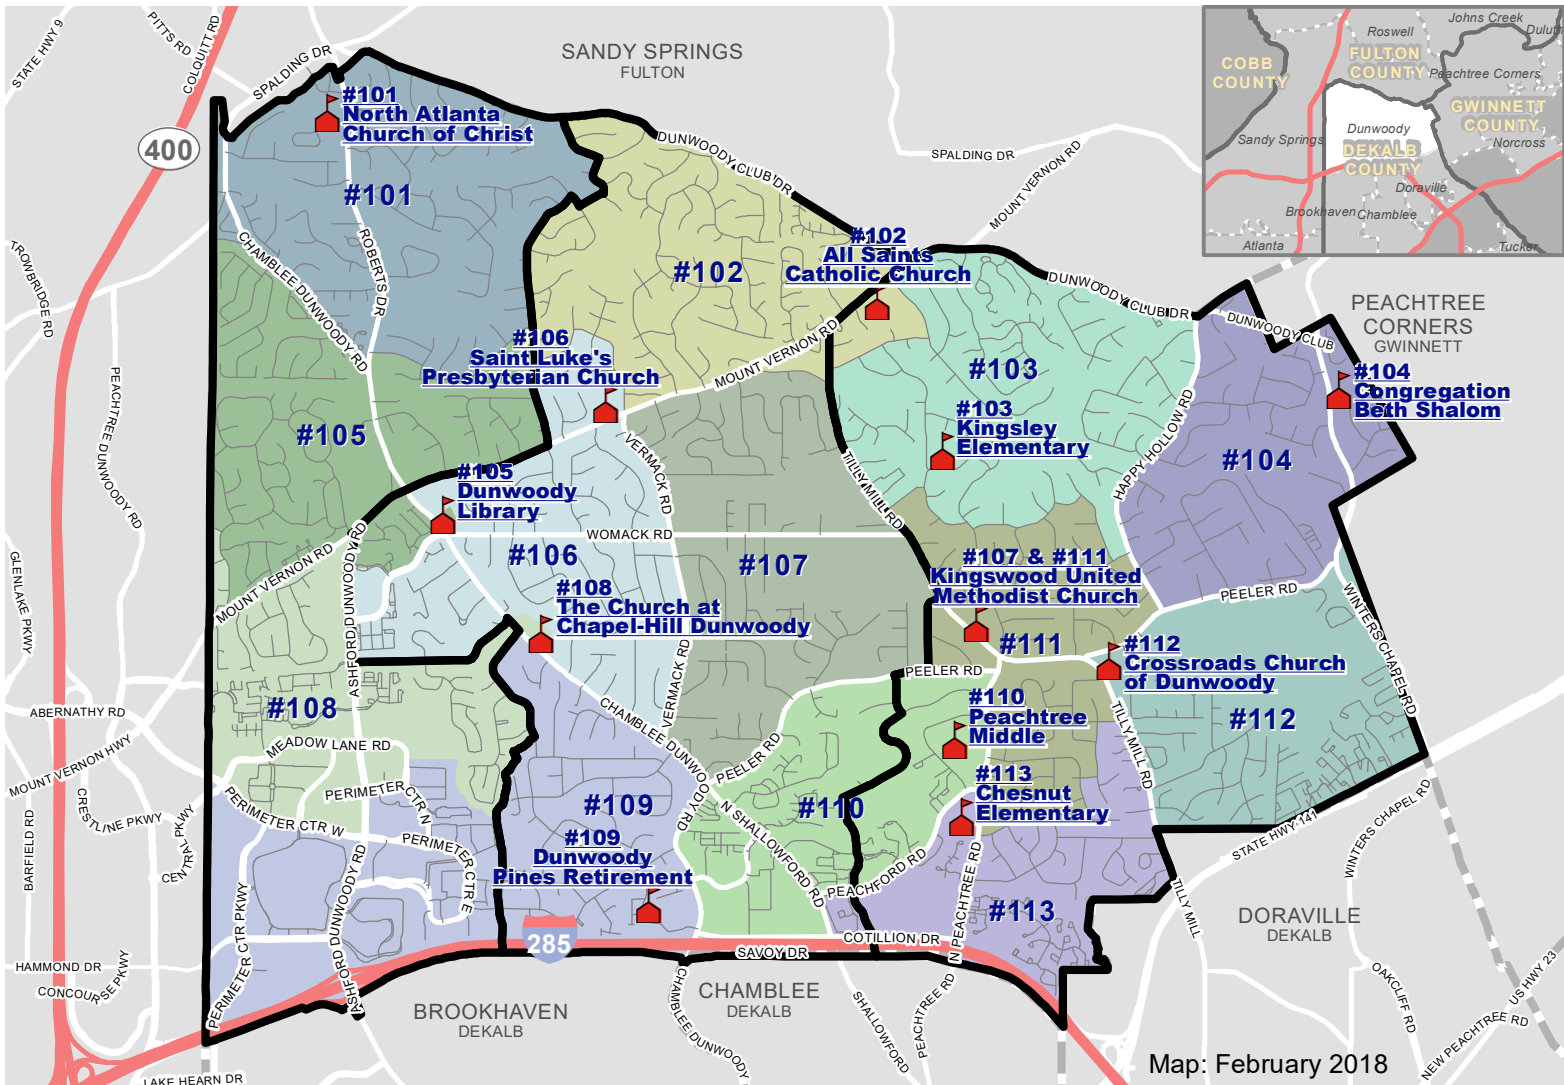 STATE HWY 9
PITTS RD
COLQUITT RD
SPALDING DR
SANDY SPRINGS
FULTON
400
#101
North Atlanta
Church of Christ
#101
DUNWOODY CLUB DR
SPALDING DR
MOUNT VERNON RD
Johns Creek
Roswell
Dulut
COBB
COUNTY
FULTON
COUNTY
Peachtree Corners
GWINNETT
COUNTY
Dunwoody
Sandy Springs
Norcross
DEKALB
COUNTY
Doraville
Brookhaven
Chamblee
Atlanta
Tucker
TROWBRIDGE RD
CHAMBLEE DUNWOODY RD
ROBERTS DR
#102
#102
All Saints
Catholic Church
DUNWOODY CLUB DR
DUNWOODY CLUB
PEACHTREE
CORNERS
GWINNETT
#106
Saint Luke's
Presbyterian Church
MOUNT VERNON RD
#103
#103
Kingsley
Elementary
#104
Congregation
Beth Shalom
#104
HAPPY HOLLOW RD
PEACHTREE DUNWOODY RD
#105
#105
Dunwoody
Library
VERMACK RD
TILLY MILL RD
WOMACK RD
#106
#107
#107 & #111
Kingswood United
Methodist Church
PEELER RD
WINTERS CHAPEL RD
GLENLAKE PKWY
MOUNT VERNON RD
ASHFORD DUNWOODY RD
#108
The Church at
Chapel-Hill Dunwoody
#111
#112
Crossroads Church
of Dunwoody
#112
PEELER RD
VERMACK RD
ASHFORD
#108
ABERNATHY RD
MOUNT VERNON HWY
MEADOW LANE RD
CHAMBLEE DUNWOODY RD
PEELER RD
#110
Peachtree
Middle
TILLY MILL RD
#113
Chesnut
Elementary
PERIMETER CTR N
PERIMETER CTR W
PERIMETER CTR E
#109
#109
Dunwoody
Pines Retirement
#110
N SHALLOWFORD RD
PEACHFORD RD
N PEACHTREE RD
#113
BARFIELD RD
CRESTLINE PKWY
CENTRAL PKWY
STATE HWY 141
WINTERS CHAPEL RD
TILLY MILL
DORAVILLE
DEKALB
PERIMETER CTR PKWY
ASHFORD DUNWOODY RD
285
SAVOY DR
COTILLION DR
HAMMOND DR
CONCOURSE PKWY
BROOKHAVEN
DEKALB
CHAMBLEE
DEKALB
CHAMBLEE DUNWOODY
SHALLOWFORD
PEACHTREE RD
OAKCLIFF RD
US HWY 23
NEW PEACHTREE RD
LAKE HEARN DR
Map: February 2018